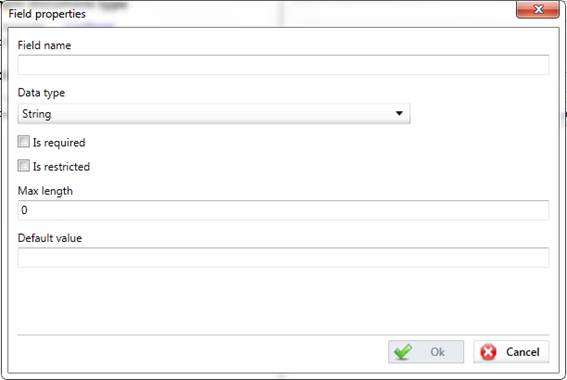 Field properties
Field name
Data type
String
Is required
Is restricted
Max length
0
Default value
Ok
Cancel